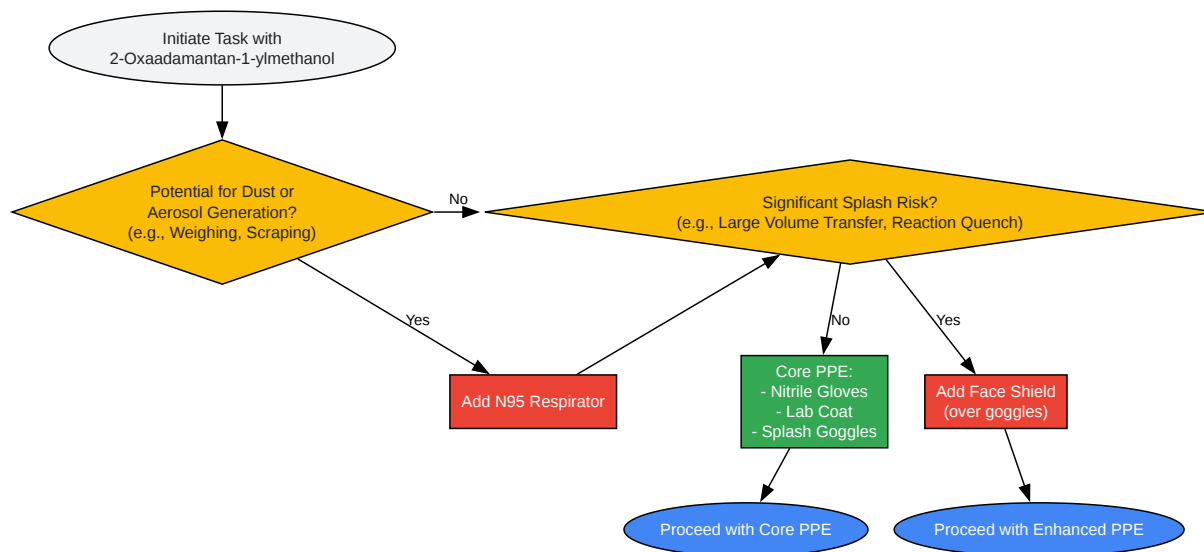 Initiate Task with
2-Oxaadamantan-1-ylmethanol
Potential for Dust or
Aerosol Generation?
(e.g., Weighing, Scraping)
No
Significant Splash Risk?
(e.g., Large Volume Transfer, Reaction Quench)
Yes
Add N95 Respirator
No
Yes
Core PPE:
- Nitrile Gloves
- Lab Coat
- Splash Goggles
Add Face Shield
(over goggles)
Proceed with Core PPE
Proceed with Enhanced PPE